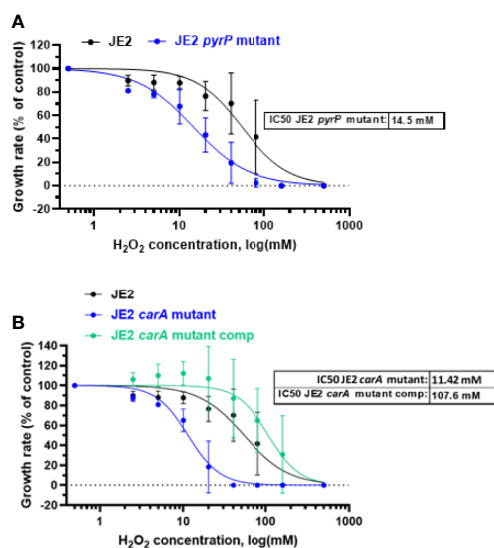 A
JE2
JE2 pyrP mutant
Growth rate (% of control)
120
100
80
60
40
20
0
-20
IC50 JE2 pyrP mutant: 14.5 mM
1 10 100 1000
H₂O₂ concentration, log(mM)
B
JE2
JE2 carA mutant
JE2 carA mutant comp
Growth rate (% of control)
140
120
100
80
60
40
20
0
-20
IC50 JE2 carA mutant: 11.42 mM
IC50 JE2 carA mutant comp: 107.6 mM
1 10 100 1000
H₂O₂ concentration, log(mM)